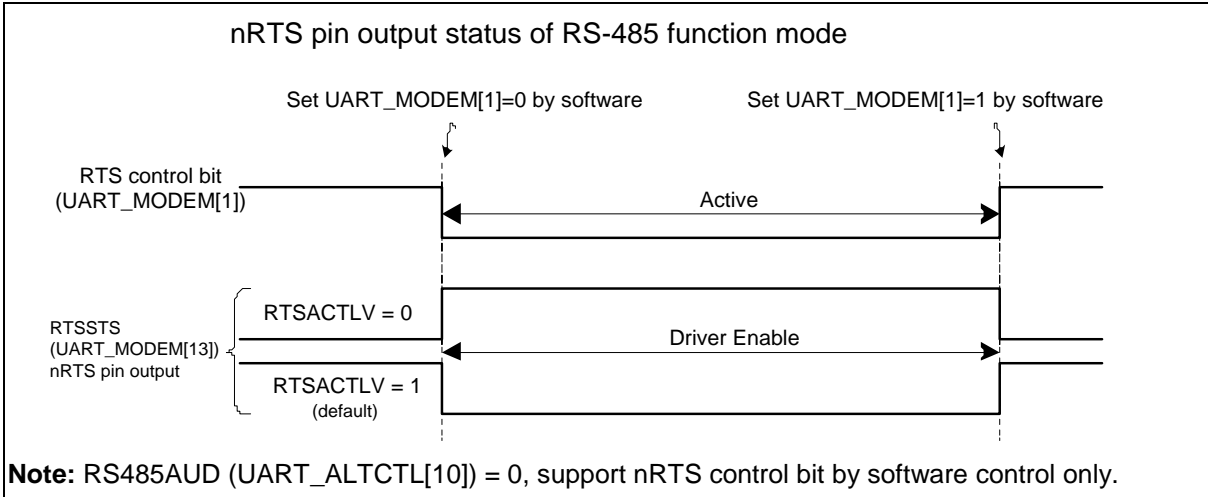 nRTS pin output status of RS-485 function mode
Set UART_MODEM[1]=0 by software
Set UART_MODEM[1]=1 by software
RTS control bit
(UART_MODEM[1])
Active
RTSACTLV = 0
RTSSTS
(UART_MODEM[13])
nRTS pin output
Driver Enable
RTSACTLV = 1
(default)
Note: RS485AUD (UART_ALTCTL[10]) = 0, support nRTS control bit by software control only.